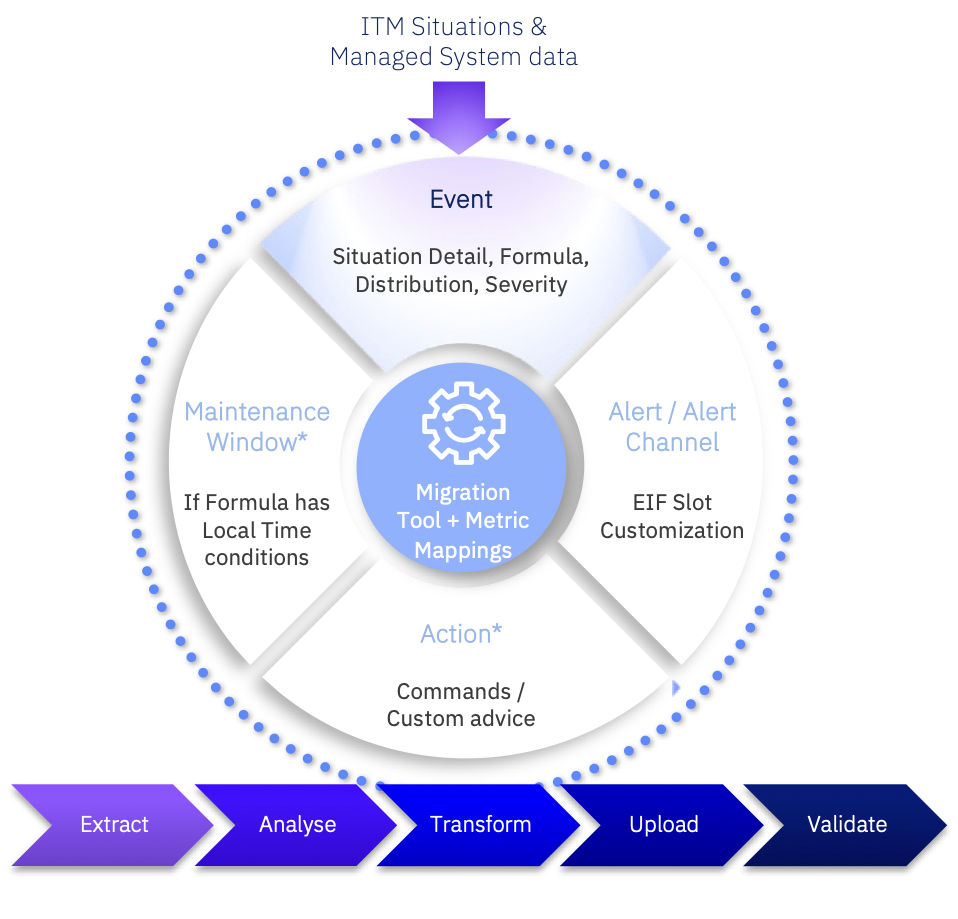 ITM Situations &
Managed System data
Event
Situation Detail, Formula,
Distribution, Severity
Maintenance
Window*
If Formula has
Local Time
conditions
Migration
Tool + Metric
Mappings
Alert / Alert
Channel
EIF Slot
Customization
Action*
Commands /
Custom advice
Extract
Analyse
Transform
Upload
Validate